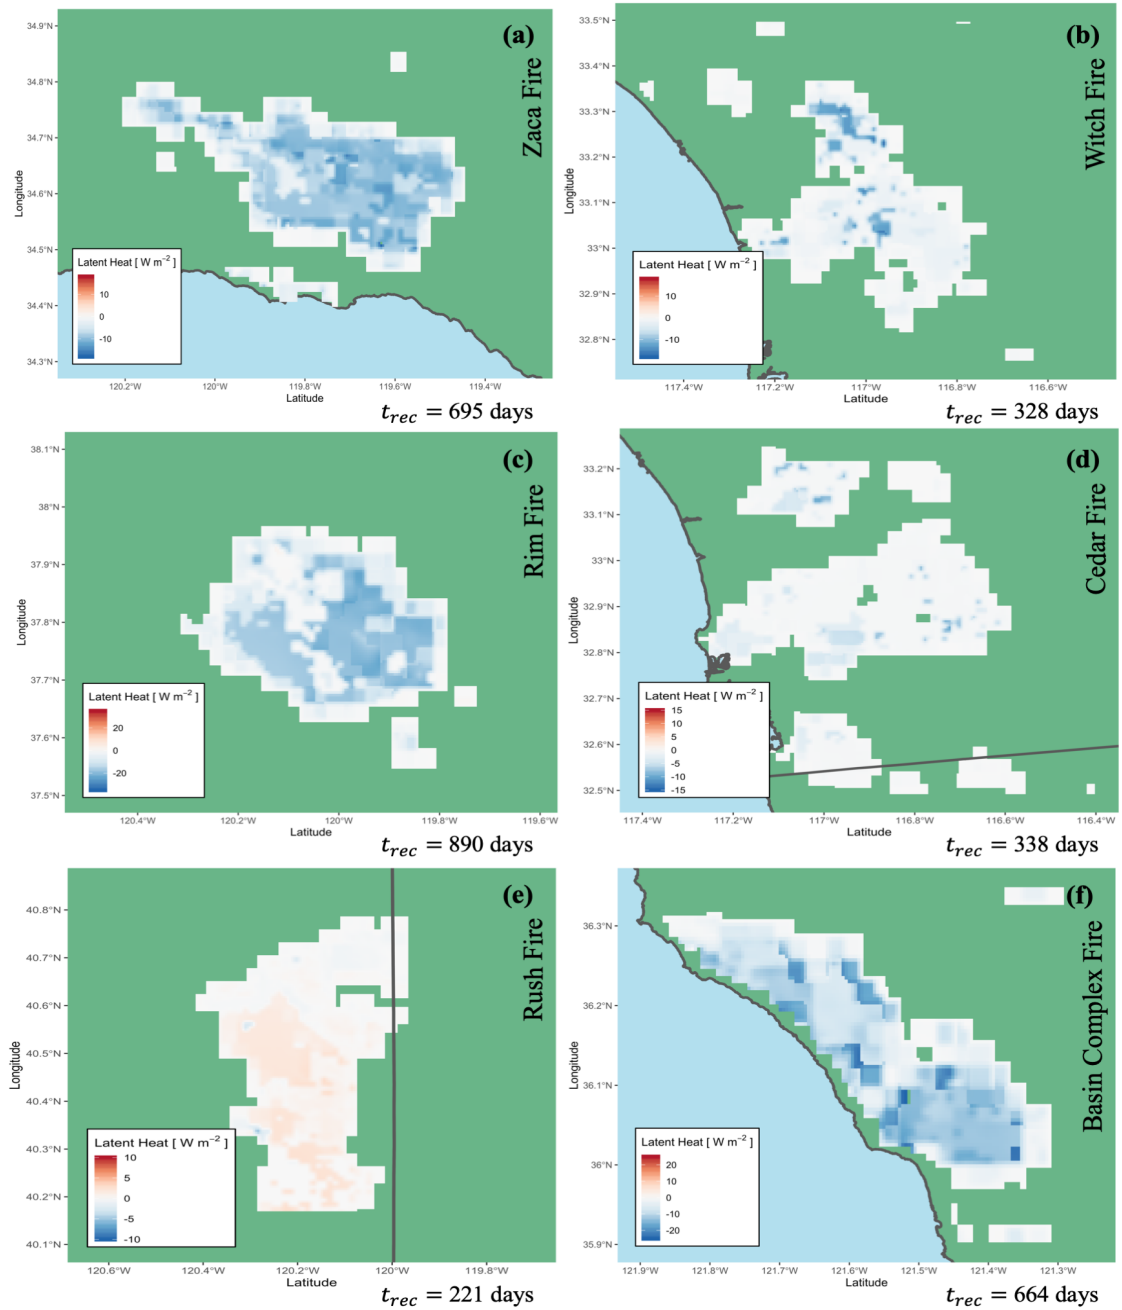 (a)
Zaca Fire
34.9°N
34.8°N
34.7°N
34.6°N
34.5°N
34.4°N
34.3°N
Longitude
Latent Heat [ W m⁻² ]
10
0
-10
120.2°W 120°W 119.8°W 119.6°W 119.4°W
Latitude
t_rec = 695 days
(b)
Witch Fire
33.5°N
33.4°N
33.3°N
33.2°N
33.1°N
33°N
32.9°N
32.8°N
Longitude
Latent Heat [ W m⁻² ]
10
0
-10
117.4°W 117.2°W 117°W 116.8°W 116.6°W
Latitude
t_rec = 328 days
(c)
Rim Fire
38.1°N
38°N
37.9°N
37.8°N
37.7°N
37.6°N
37.5°N
Longitude
Latent Heat [ W m⁻² ]
20
0
-20
120.4°W 120.2°W 120°W 119.8°W 119.6°W
Latitude
t_rec = 890 days
(d)
Cedar Fire
33.2°N
33.1°N
33°N
32.9°N
32.8°N
32.7°N
32.6°N
32.5°N
Longitude
Latent Heat [ W m⁻² ]
15
10
5
0
-5
-10
-15
117.4°W 117.2°W 117°W 116.8°W 116.6°W 116.4°W
Latitude
t_rec = 338 days
(e)
Rush Fire
40.8°N
40.7°N
40.6°N
40.5°N
40.4°N
40.3°N
40.2°N
40.1°N
Longitude
Latent Heat [ W m⁻² ]
10
5
0
-5
-10
120.6°W 120.4°W 120.2°W 120°W 119.8°W
Latitude
t_rec = 221 days
(f)
Basin Complex Fire
36.3°N
36.2°N
36.1°N
36°N
35.9°N
Longitude
Latent Heat [ W m⁻² ]
20
10
0
-10
-20
121.9°W 121.8°W 121.7°W 121.6°W 121.5°W 121.4°W 121.3°W
Latitude
t_rec = 664 days